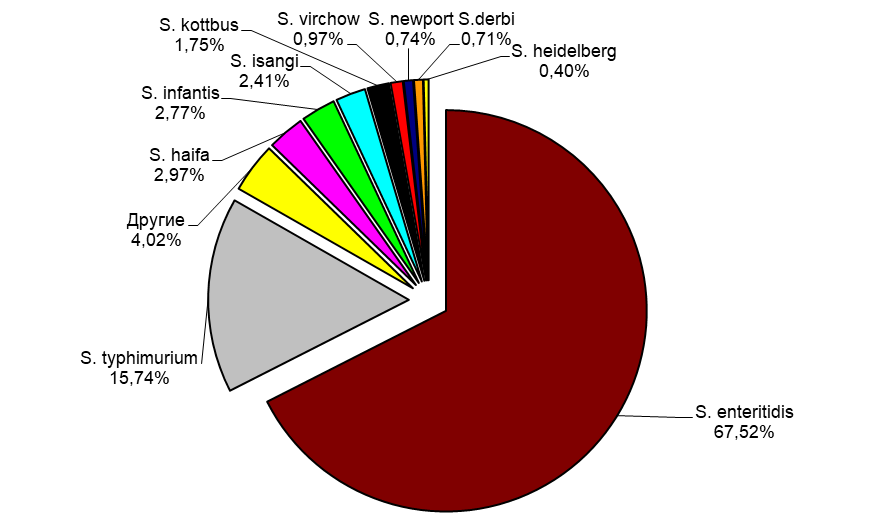 S. kottbus
1,75%
S. virchow
0,97%
S. newport
0,74%
S.derbi
0,71%
S. heidelberg
0,40%
S. isangi
2,41%
S. infantis
2,77%
S. haifa
2,97%
Другие
4,02%
S. typhimurium
15,74%
S. enteritidis
67,52%